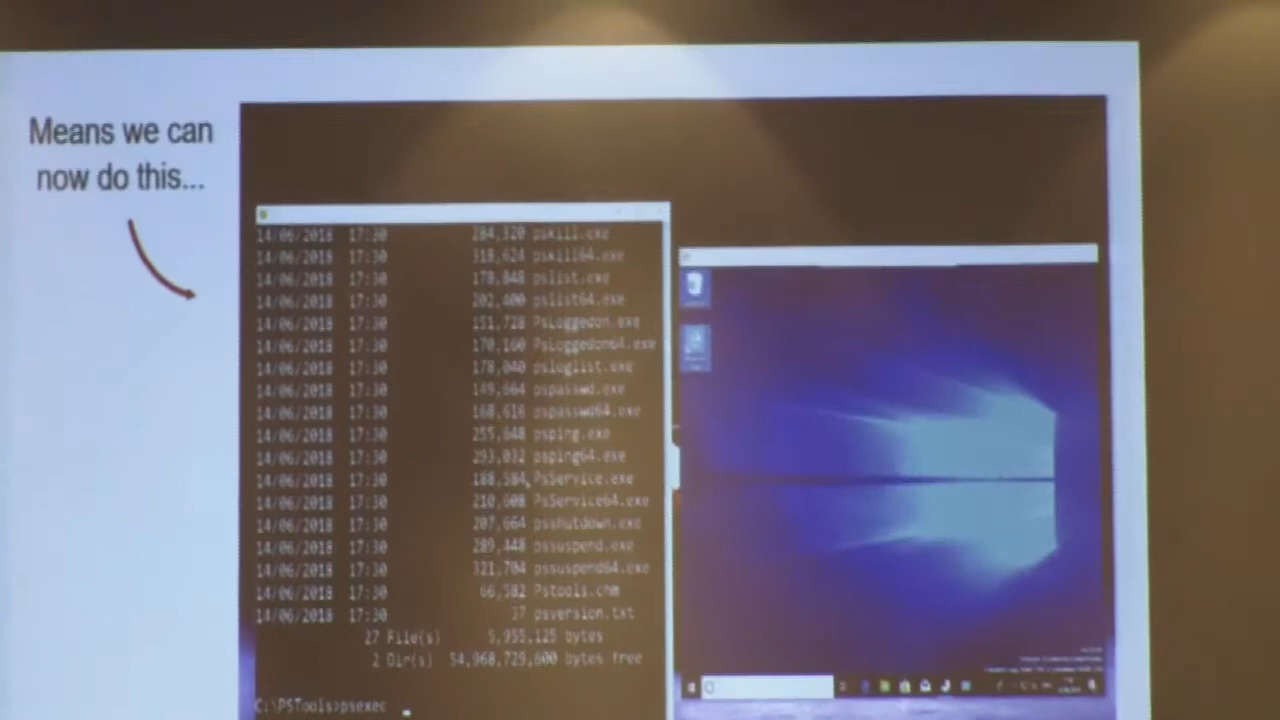 Means we can
now do this...
14/06/2018 17:30 284,320 pskill.exe
14/06/2018 17:30 318,624 pskill64.exe
14/06/2018 17:30 178,848 pslist.exe
14/06/2018 17:30 202,400 pslist64.exe
14/06/2018 17:30 151,728 PsLoggedon.exe
14/06/2018 17:30 170,160 PsLoggedon64.exe
14/06/2018 17:30 178,040 psloglist.exe
14/06/2018 17:30 149,664 pspasswd.exe
14/06/2018 17:30 168,618 pspasswd64.exe
14/06/2018 17:30 255,648 psping.exe
14/06/2018 17:30 293,032 psping64.exe
14/06/2018 17:30 188,584 PsService.exe
14/06/2018 17:30 210,608 PsService64.exe
14/06/2018 17:30 207,664 psshutdown.exe
14/06/2018 17:30 289,448 pssuspend.exe
14/06/2018 17:30 321,704 pssuspend64.exe
14/06/2018 17:30 66,582 Pstools.chm
14/06/2018 17:30 37 psversion.txt
27 File(s) 5,955,125 bytes
2 Dir(s) 54,968,729,600 bytes free
C:\PSTools>psexec